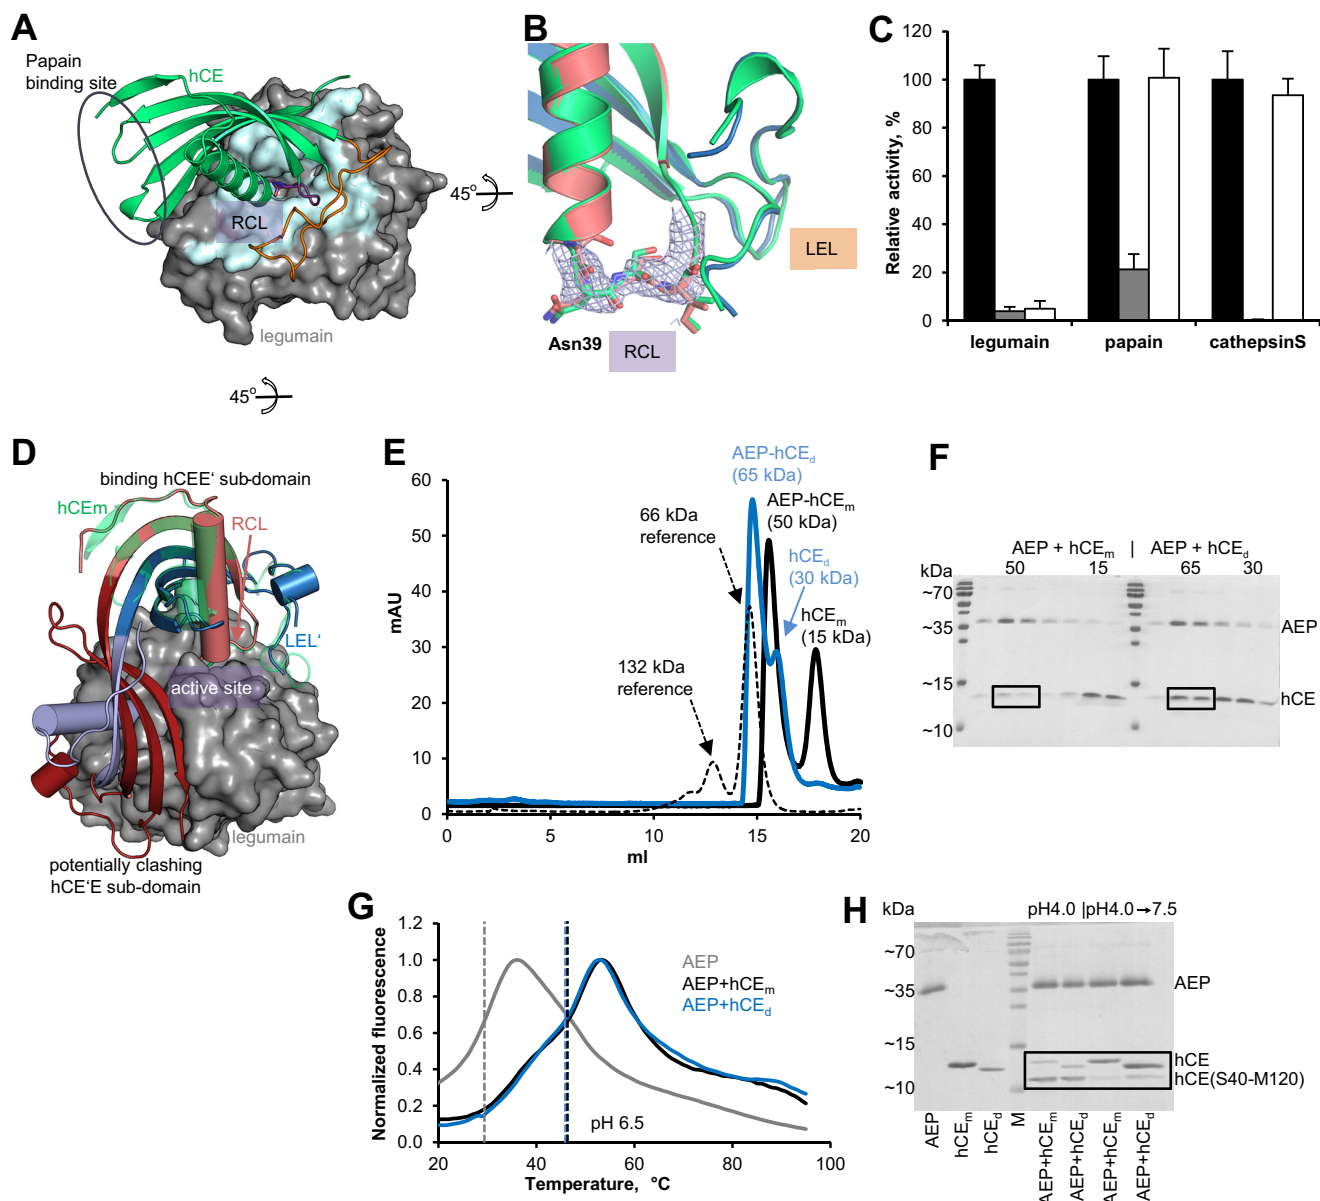 A
Papain
binding site
hCE
RCL
legumain
45°
45°
B
LEL
Asn39
RCL
C
Relative activity, %
120
100
80
60
40
20
0
legumain
papain
cathepsinS
D
binding hCEE' sub-domain
hCEm
RCL
LEL'
active site
legumain
potentially clashing
hCE'E sub-domain
E
AEP-hCEd
(65 kDa)
AEP-hCEm
(50 kDa)
66 kDa
reference
hCEd
(30 kDa)
hCEm
(15 kDa)
132 kDa
reference
mAU
60
50
40
30
20
10
0
0 5 10 15 20
ml
F
AEP + hCEm | AEP + hCEd
kDa 50 15 65 30
~70
~35
~15
~10
AEP
hCE
G
Normalized fluorescence
1.2
1.0
0.8
0.6
0.4
0.2
0.0
AEP
AEP+hCEm
AEP+hCEd
pH 6.5
20 40 60 80 100
Temperature, °C
H
kDa
pH4.0 |pH4.0→7.5
~70
~35
~15
~10
AEP
hCE
hCE(S40-M120)
AEP
hCEm
hCEd
M
AEP+hCEm
AEP+hCEd
AEP+hCEm
AEP+hCEd